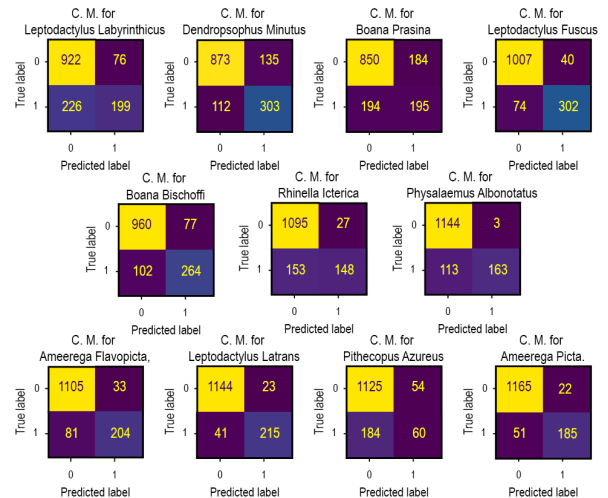 C. M. for
Leptodactylus Labyrinthicus
C. M. for
Dendropsophus Minutus
C. M. for
Boana Prasina
C. M. for
Leptodactylus Fuscus
True label
0
1
922 76
226 199
0 1
Predicted label
0
1
873 135
112 303
0 1
Predicted label
0
1
850 184
194 195
0 1
Predicted label
True label
0
1
1007 40
74 302
0 1
Predicted label
C. M. for
Boana Bischoffi
C. M. for
Rhinella Icterica
C. M. for
Physalaemus Albonotatus
True label
0
1
960 77
102 264
0 1
Predicted label
True label
0
1
1095 27
153 148
0 1
Predicted label
True label
0
1
1144 3
113 163
0 1
Predicted label
C. M. for
Ameerega Flavopicta,
C. M. for
Leptodactylus Latrans
C. M. for
Pithecopus Azureus
C. M. for
Ameerega Picta.
True label
0
1
1105 33
81 204
0 1
Predicted label
True label
0
1
1144 23
41 215
0 1
Predicted label
True label
0
1
1125 54
184 60
0 1
Predicted label
True label
0
1
1165 22
51 185
0 1
Predicted label